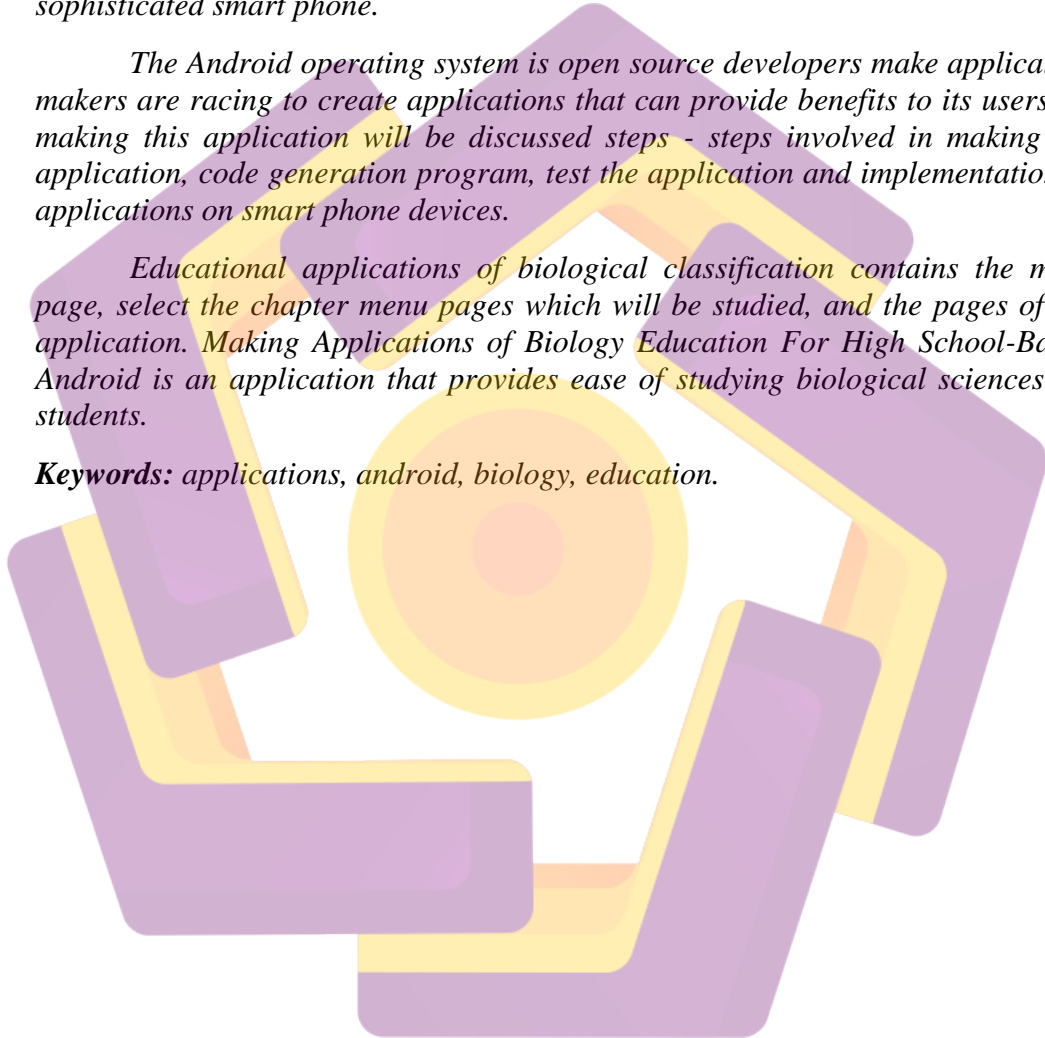 sophisticated smart phone.
The Android operating system is open source developers make applica
makers are racing to create applications that can provide benefits to its users
making this application will be discussed steps - steps involved in making
application, code generation program, test the application and implementatio
applications on smart phone devices.
Educational applications of biological classification contains the m
page, select the chapter menu pages which will be studied, and the pages of
application. Making Applications of Biology Education For High School-Ba
Android is an application that provides ease of studying biological sciences
students.
Keywords: applications, android, biology, education.